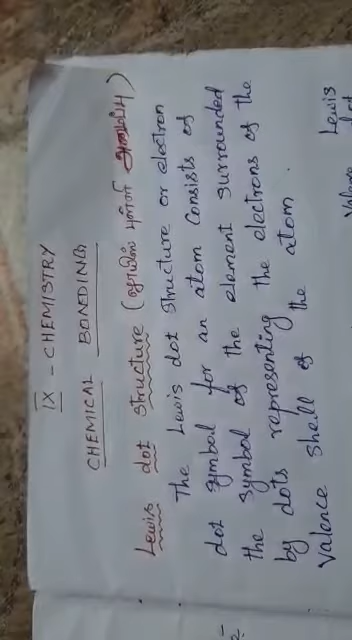 IX - CHEMISTRY
CHEMICAL BONDING
Lewis dot structure (லூயிஸ் புள்ளி அமைப்பு)
The Lewis dot structure or electron
dot symbol for an atom consists of
the symbol of the element surrounded
by dots representing the electrons of the
valence shell of the atom.
Lewis
dot